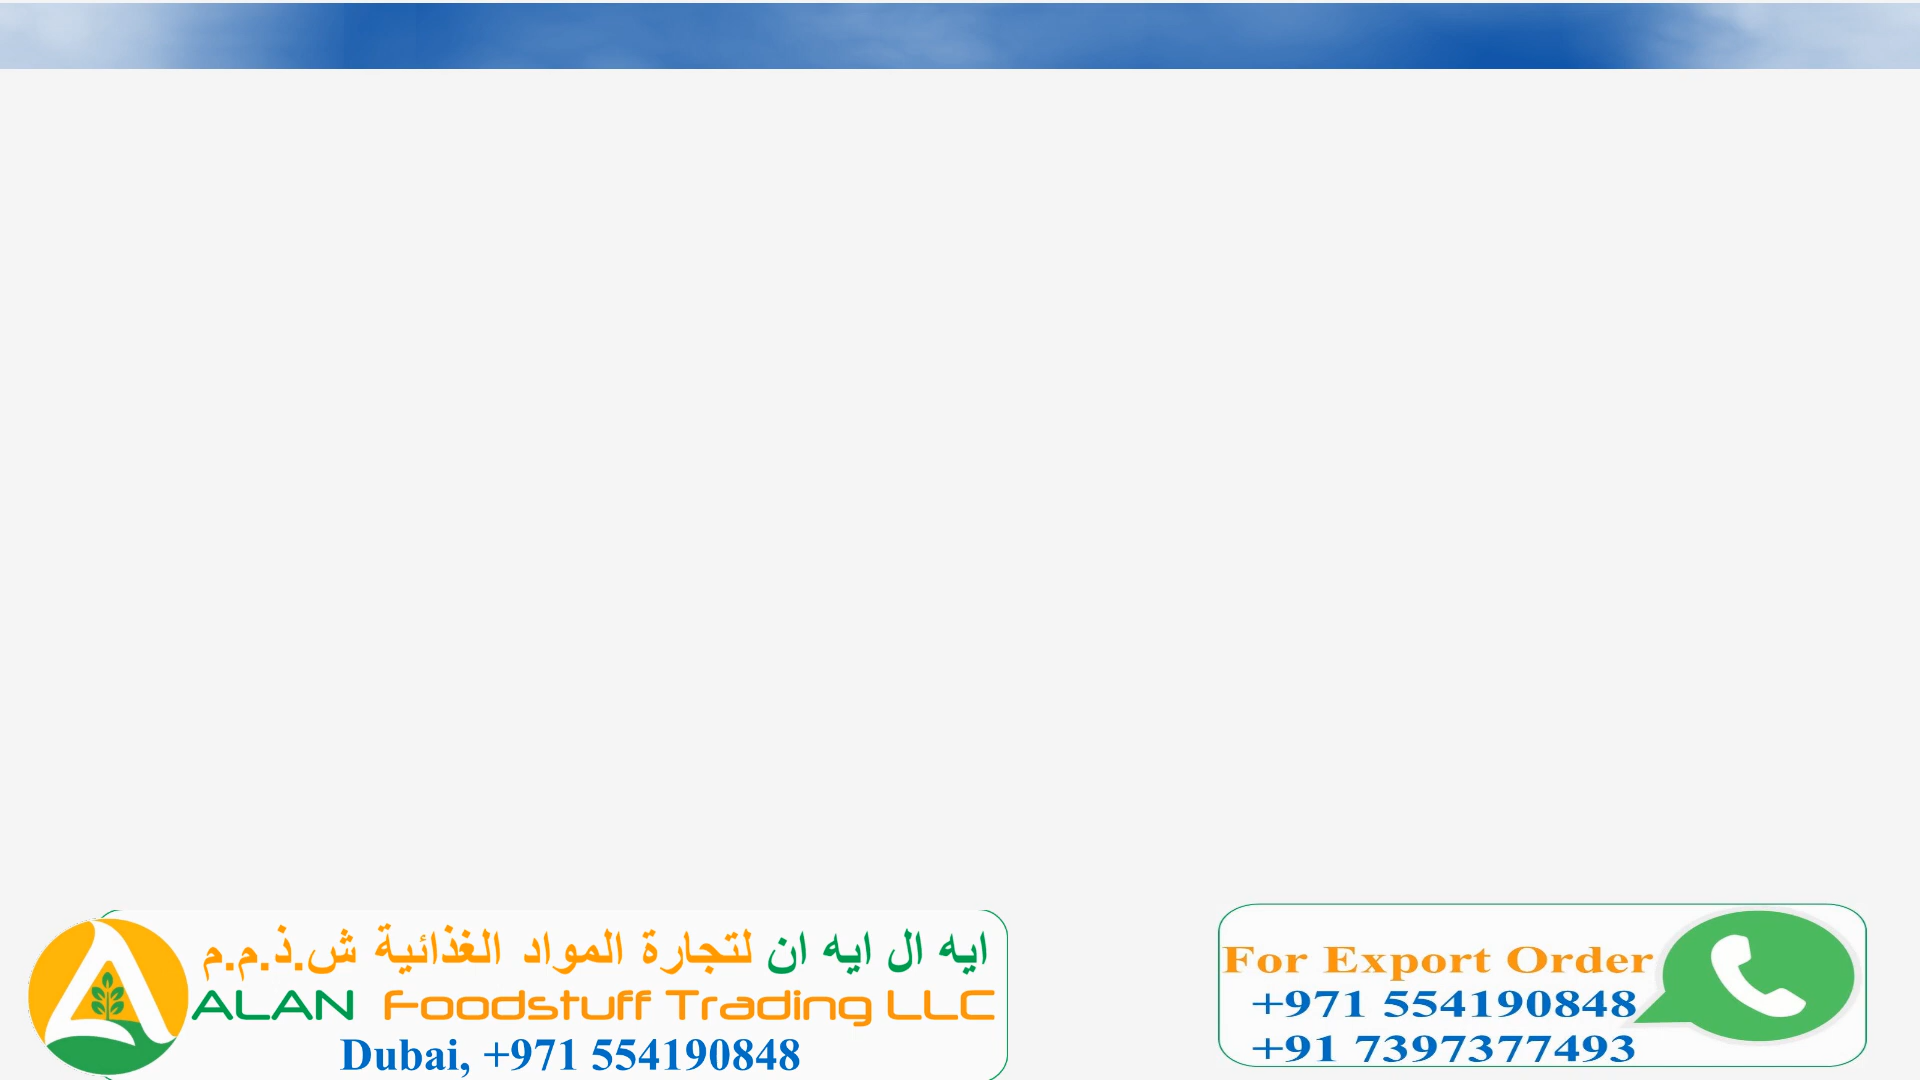 ايه ال ايه ان لتجارة المواد الغذائية ش.ذ.م.م
ALAN Foodstuff Trading LLC
Dubai, +971 554190848
For Export Order
+971 554190848
+91 7397377493